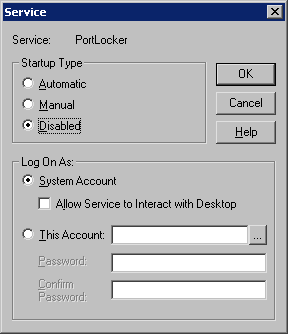 Service
Service: PortLocker
Startup Type
Automatic
Manual
Disabled
OK
Cancel
Help
Log On As:
System Account
Allow Service to Interact with Desktop
This Account:
...
Password:
Confirm
Password: